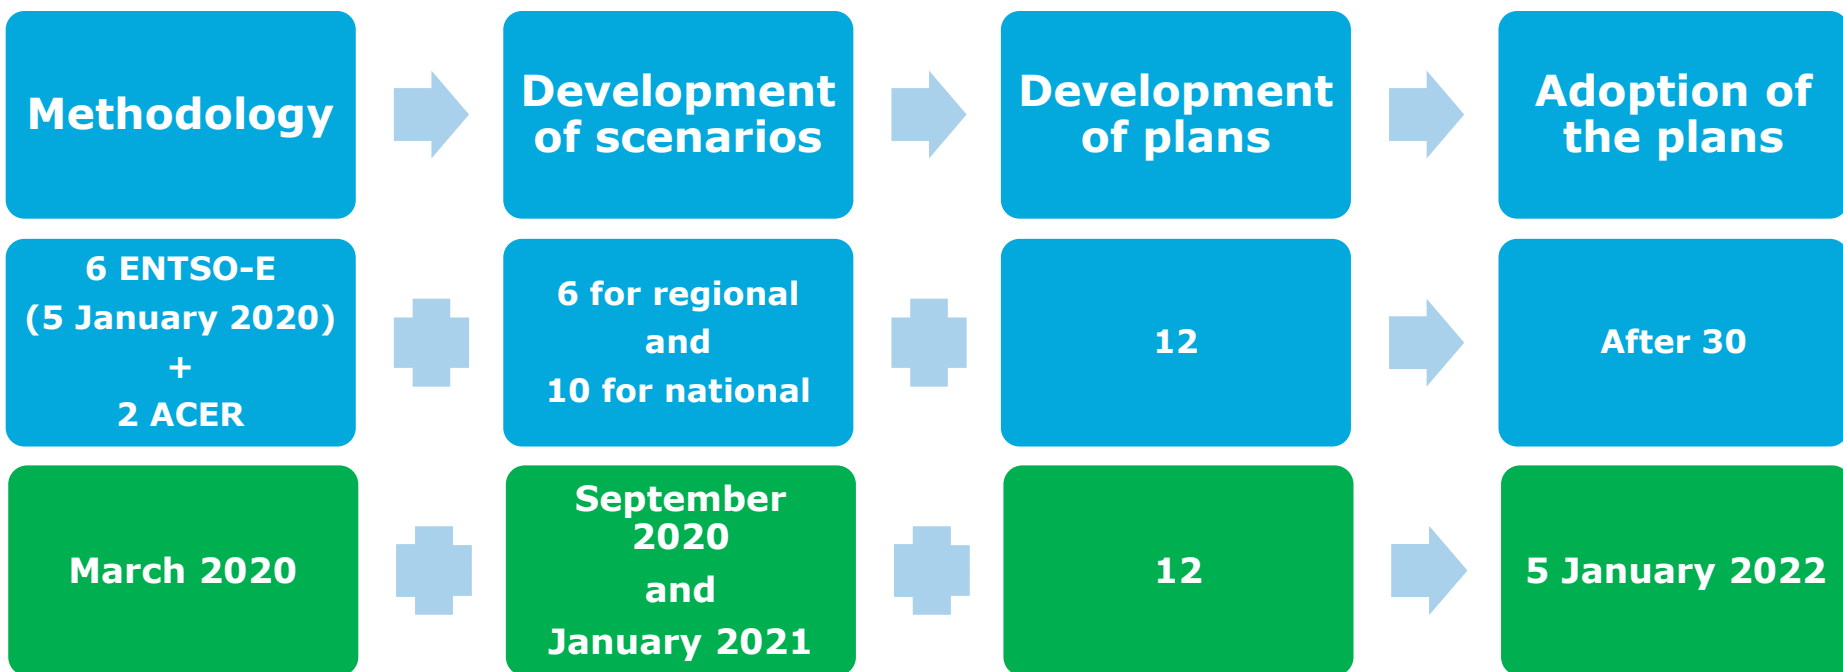 Methodology
Development
of scenarios
Development
of plans
Adoption of
the plans
6 ENTSO-E
(5 January 2020)
+
2 ACER
6 for regional
and
10 for national
12
After 30
March 2020
September
2020
and
January 2021
12
5 January 2022